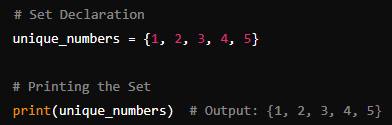 # Set Declaration
unique_numbers = {1, 2, 3, 4, 5}
# Printing the Set
print(unique_numbers)  # Output: {1, 2, 3, 4, 5}